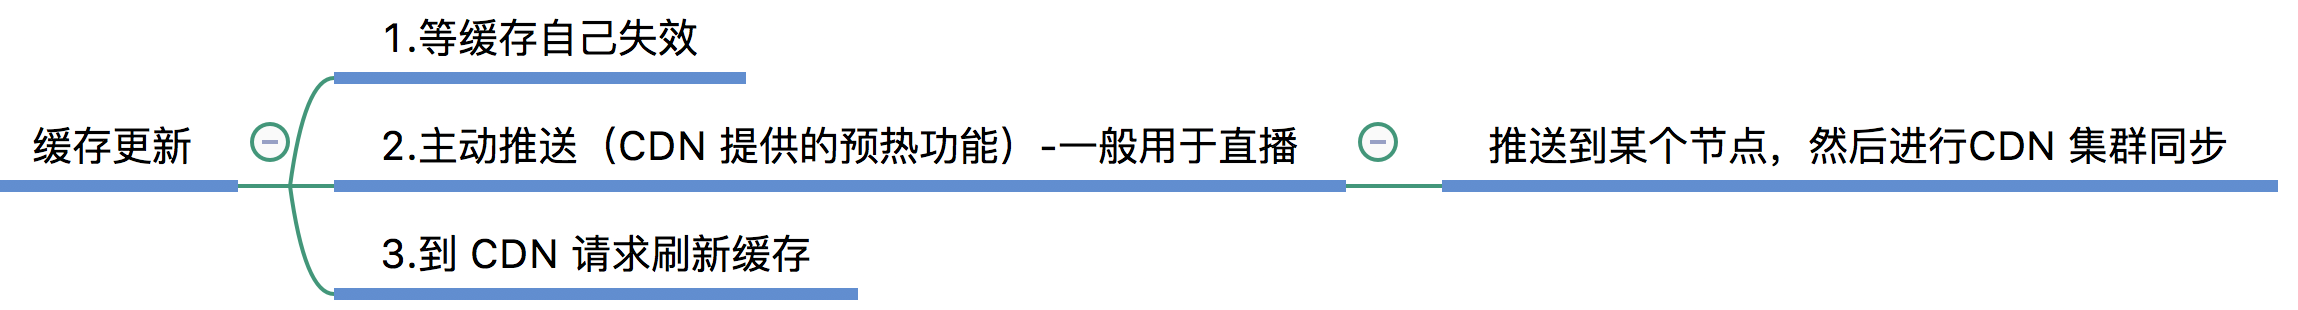 缓存更新
1.等缓存自己失效
2.主动推送（CDN 提供的预热功能）-一般用于直播
推送到某个节点，然后进行CDN 集群同步
3.到 CDN 请求刷新缓存